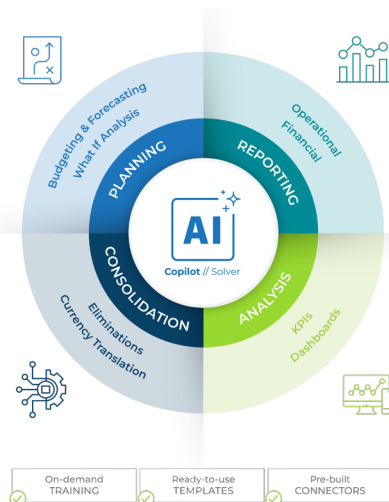 Budgeting & Forecasting
What If Analysis
PLANNING
Operational
Financial
REPORTING
AI
Copilot // Solver
CONSOLIDATION
Eliminations
Currency Translation
ANALYSIS
KPIs
Dashboards
On-demand
TRAINING
Ready-to-use
TEMPLATES
Pre-built
CONNECTORS